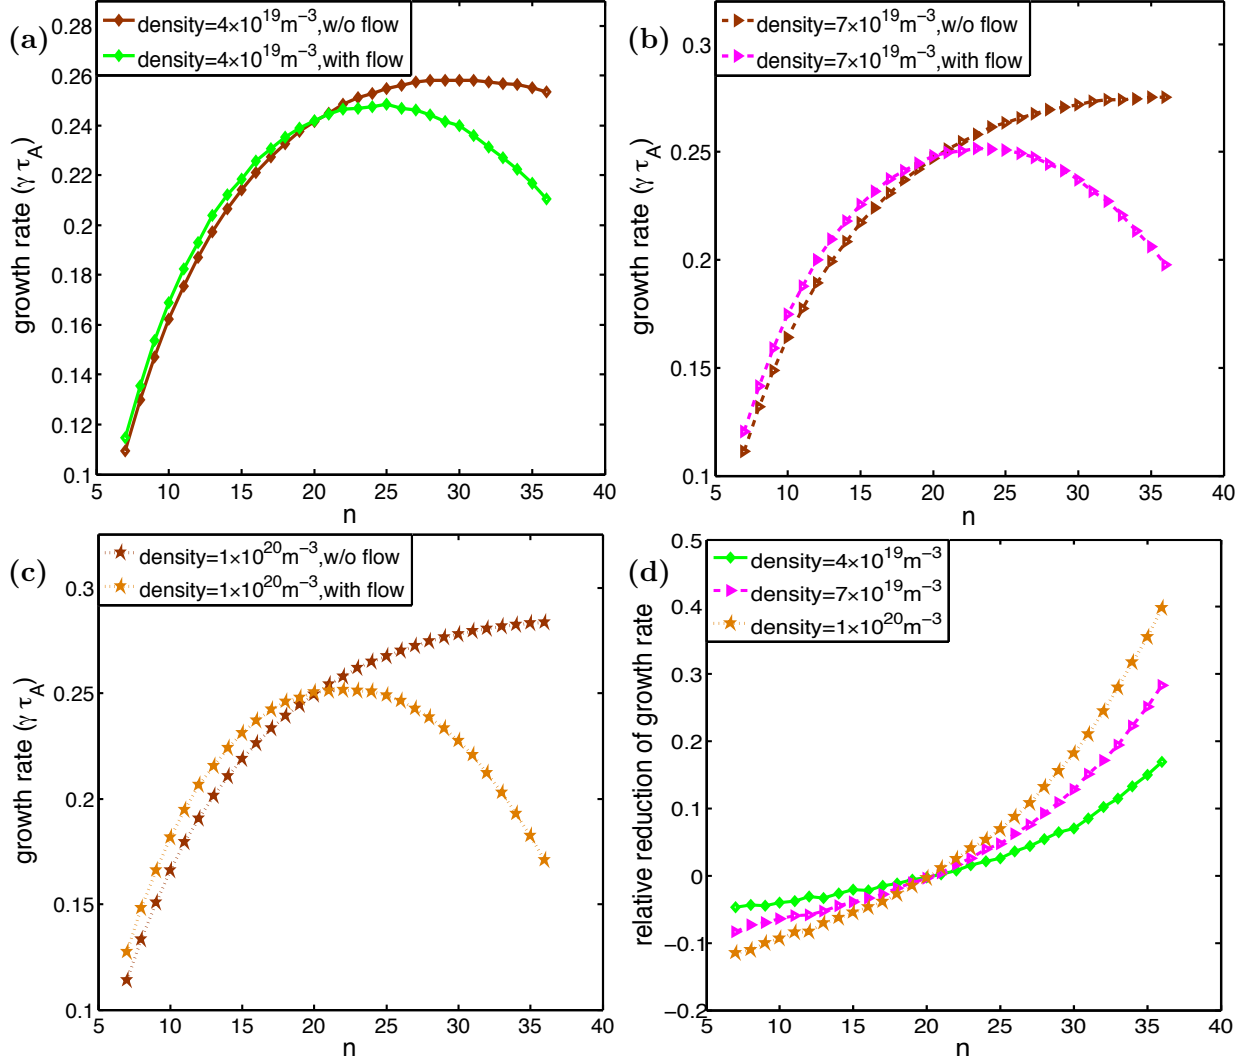 (a)
density=4×10^19m^−3,w/o flow
density=4×10^19m^−3,with flow
0.28
0.26
0.24
0.22
0.2
0.18
0.16
0.14
0.12
0.1
growth rate (γ τ_A)
5 10 15 20 25 30 35 40
n
(b)
density=7×10^19m^−3,w/o flow
density=7×10^19m^−3,with flow
0.3
0.25
0.2
0.15
0.1
growth rate (γ τ_A)
5 10 15 20 25 30 35 40
n
(c)
density=1×10^20m^−3,w/o flow
density=1×10^20m^−3,with flow
0.3
0.25
0.2
0.15
0.1
growth rate (γ τ_A)
5 10 15 20 25 30 35 40
n
(d)
density=4×10^19m^−3
density=7×10^19m^−3
density=1×10^20m^−3
0.5
0.4
0.3
0.2
0.1
0
−0.1
−0.2
relative reduction of growth rate
5 10 15 20 25 30 35 40
n